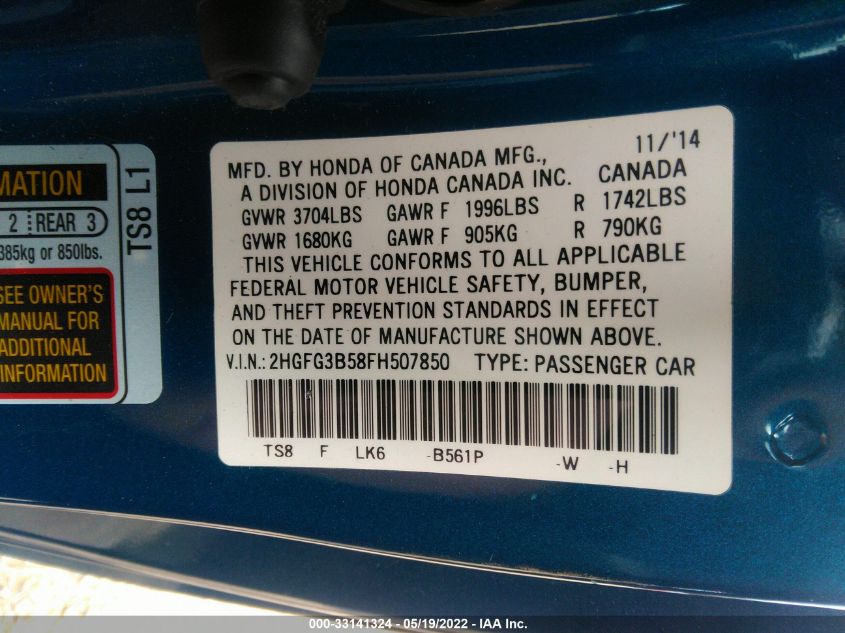 MATION
2 REAR 3
385kg or 850lbs.
SEE OWNER'S
MANUAL FOR
ADDITIONAL
INFORMATION
TS8 L1
11/'14
MFD. BY HONDA OF CANADA MFG., CANADA
A DIVISION OF HONDA CANADA INC.
GVWR 3704LBS GAWR F 1996LBS R 1742LBS
GVWR 1680KG GAWR F 905KG R 790KG
THIS VEHICLE CONFORMS TO ALL APPLICABLE
FEDERAL MOTOR VEHICLE SAFETY, BUMPER,
AND THEFT PREVENTION STANDARDS IN EFFECT
ON THE DATE OF MANUFACTURE SHOWN ABOVE.
V.I.N.: 2HGFG3B58FH507850 TYPE: PASSENGER CAR
TS8 F LK6 -B561P -W -H
000-33141324 | 05/19/2022 - IAA Inc.